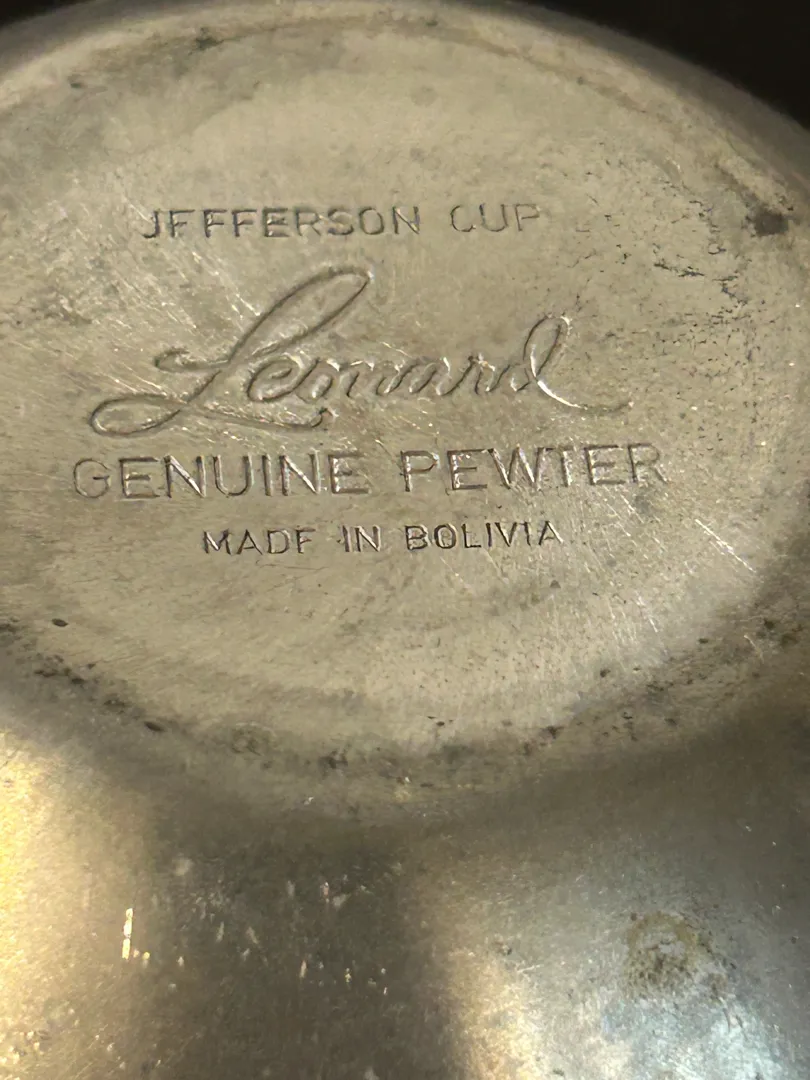 JEFFERSON CUP
Leonard
GENUINE PEWTER
MADE IN BOLIVIA